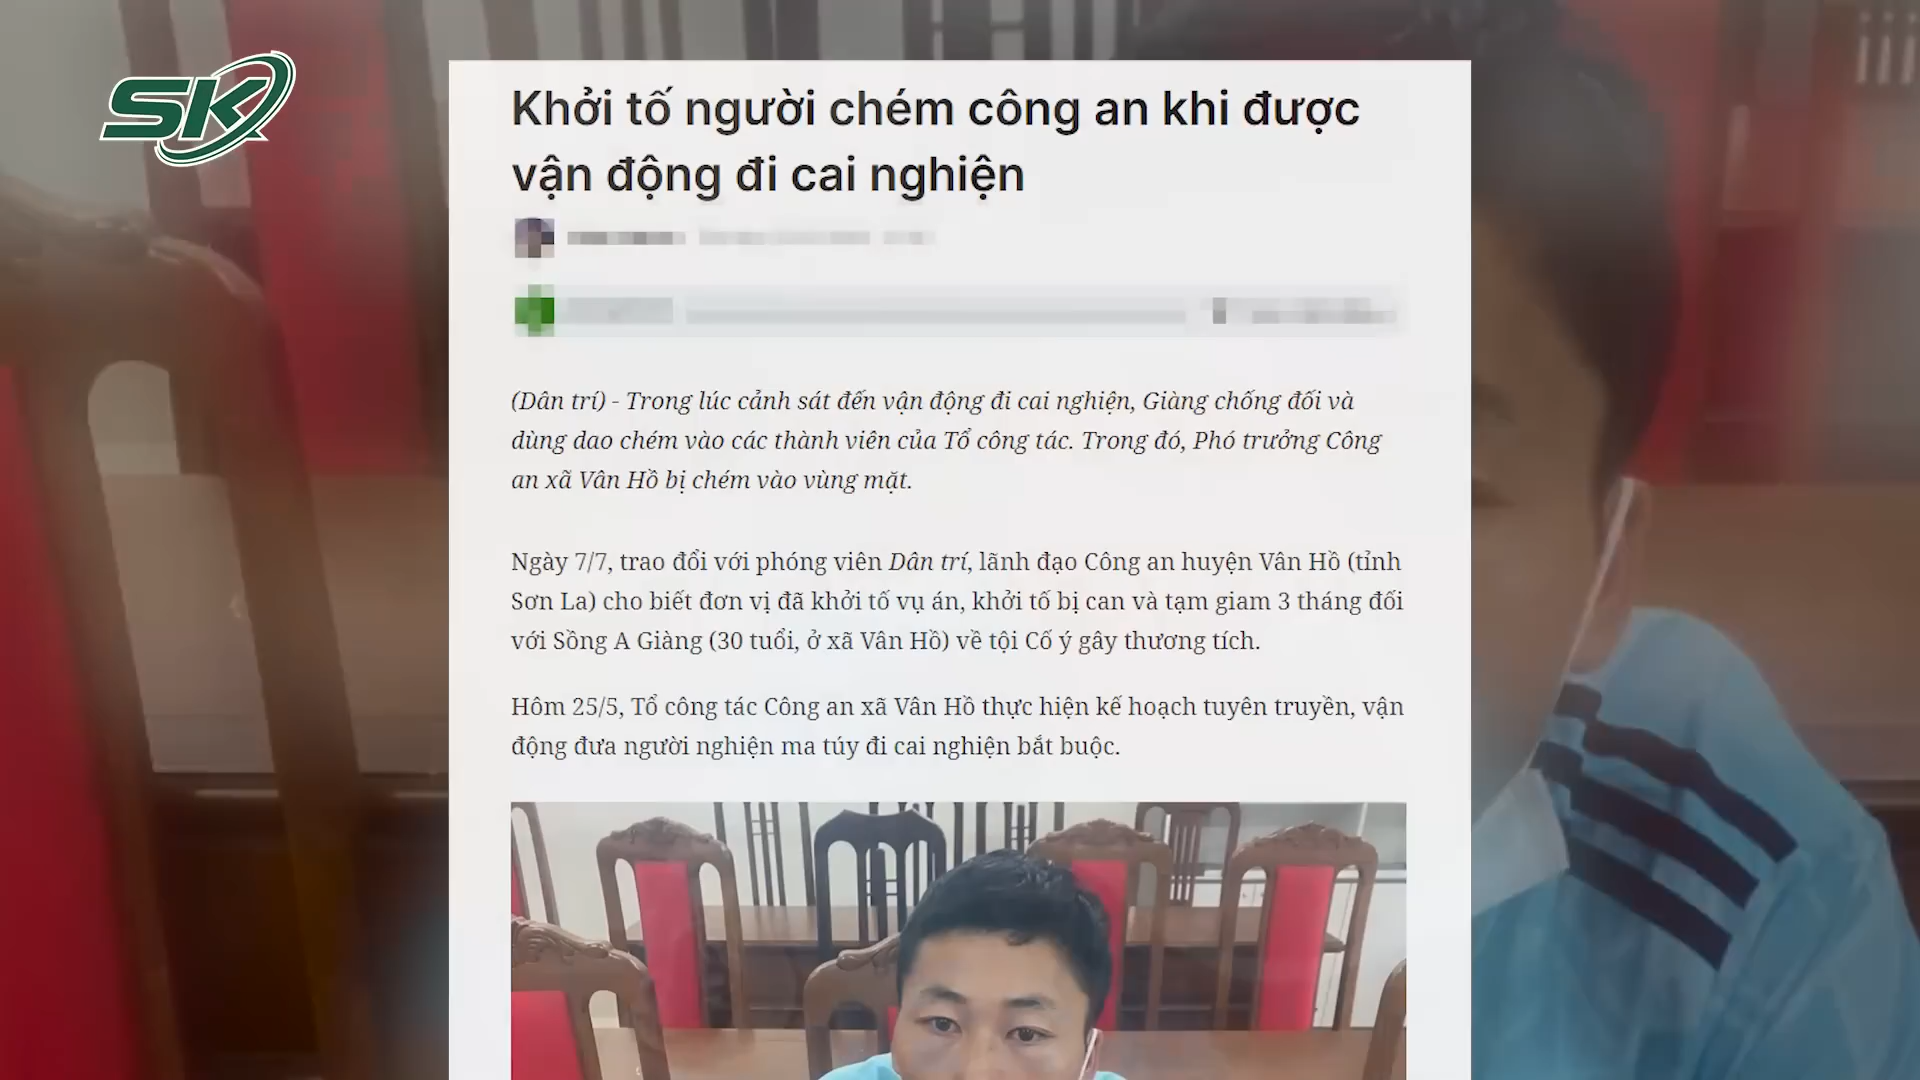 SK
Khởi tố người chém công an khi được
vận động đi cai nghiện
(Dân trí) - Trong lúc cảnh sát đến vận động đi cai nghiện, Giàng chống đối và
dùng dao chém vào các thành viên của Tổ công tác. Trong đó, Phó trưởng Công
an xã Vân Hồ bị chém vào vùng mặt.
Ngày 7/7, trao đổi với phóng viên Dân trí, lãnh đạo Công an huyện Vân Hồ (tỉnh
Sơn La) cho biết đơn vị đã khởi tố vụ án, khởi tố bị can và tạm giam 3 tháng đối
với Sồng A Giàng (30 tuổi, ở xã Vân Hồ) về tội Cố ý gây thương tích.
Hôm 25/5, Tổ công tác Công an xã Vân Hồ thực hiện kế hoạch tuyên truyền, vận
động đưa người nghiện ma túy đi cai nghiện bắt buộc.